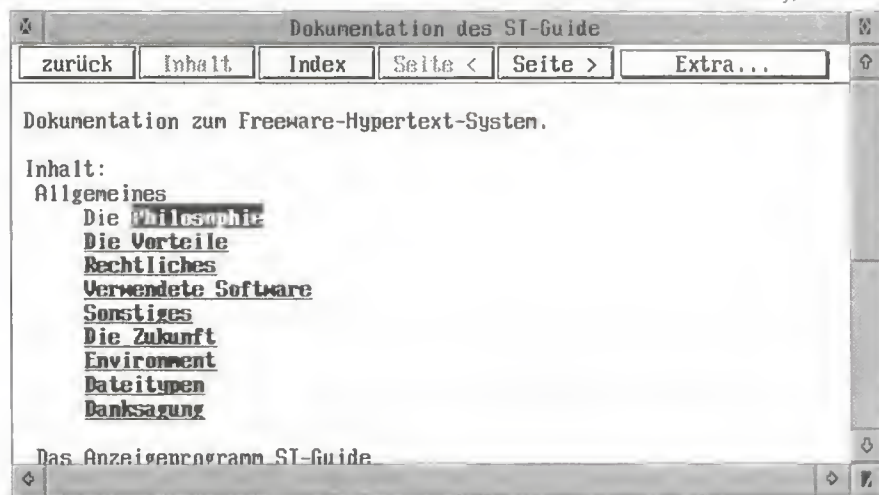 Dokumentation des ST-Guide
zurück Inhalt Index Seite < Seite > Extra...
Dokumentation zum Freeware-Hypertext-System.
Inhalt:
Allgemeines
Die Philosophie
Die Vorteile
Rechtliches
Verwendete Software
Sonstiges
Die Zukunft
Environment
Dateitypen
Danksagung
Das Anzeigeprogramm ST-Guide